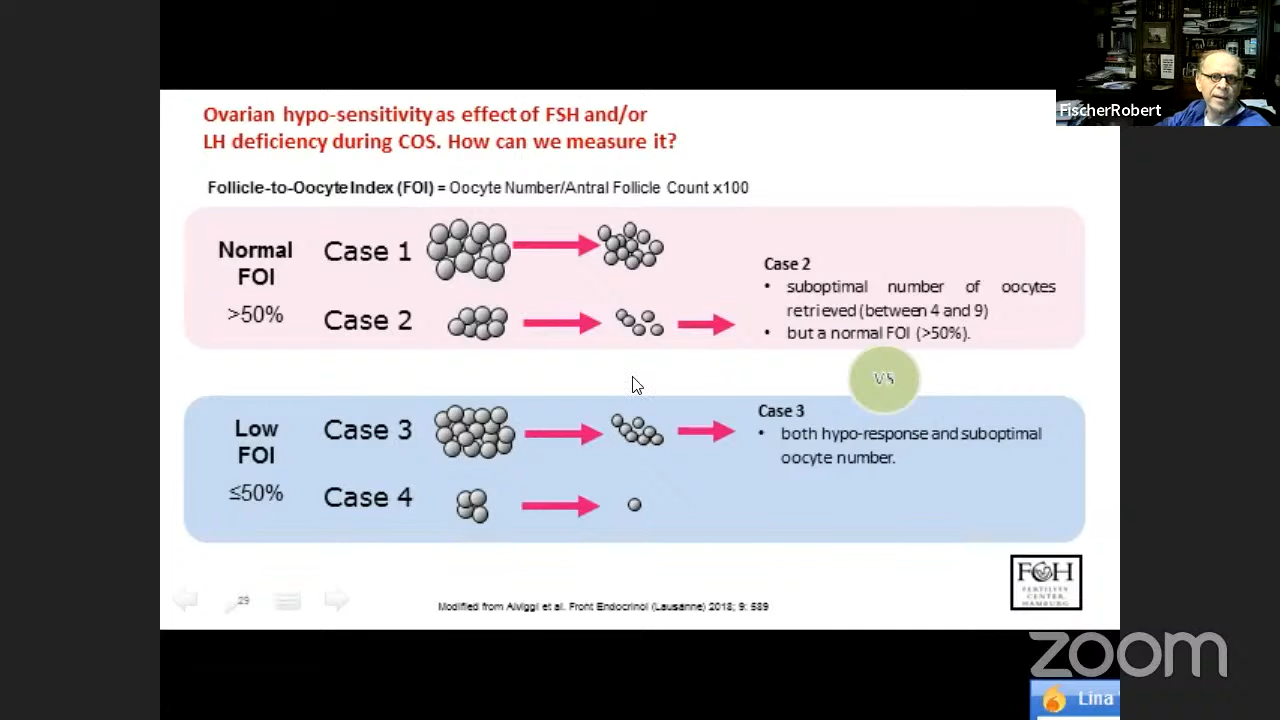 FischerRobert
Ovarian hypo-sensitivity as effect of FSH and/or
LH deficiency during COS. How can we measure it?
Follicle-to-Oocyte Index (FOI) = Oocyte Number/Antral Follicle Count x100
Normal
FOI
>50%
Case 1
Case 2
Case 2
• suboptimal number of oocytes
retrieved (between 4 and 9)
• but a normal FOI (>50%).
VS
Low
FOI
≤50%
Case 3
Case 4
Case 3
• both hypo-response and suboptimal
oocyte number.
FCH
FERTILITY
CENTER
HAMBURG
29
Modified from Alviggi et al. Front Endocrinol (Lausanne) 2018; 9: 589
zoom
Lina